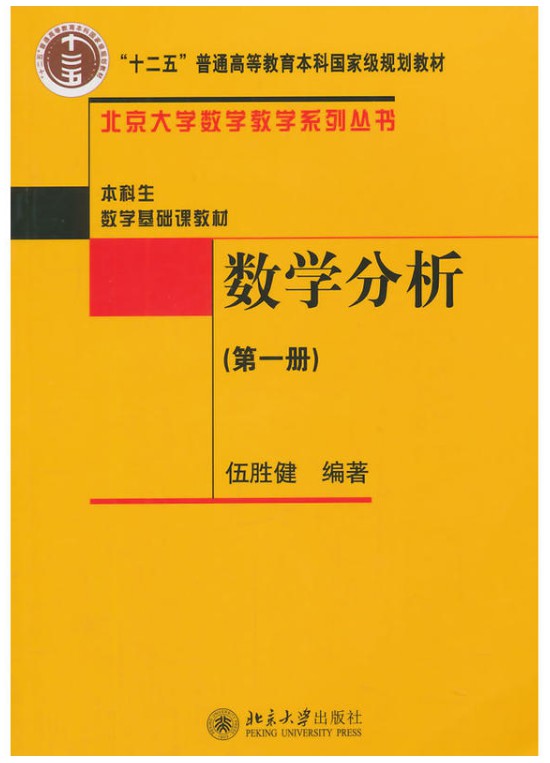 “十二五”普通高等教育本科国家级规划教材
北京大学数学教学系列丛书
本科生
数学基础课教材
数学分析
(第一册)
伍胜健 编著
北京大学出版社
PEKING UNIVERSITY PRESS